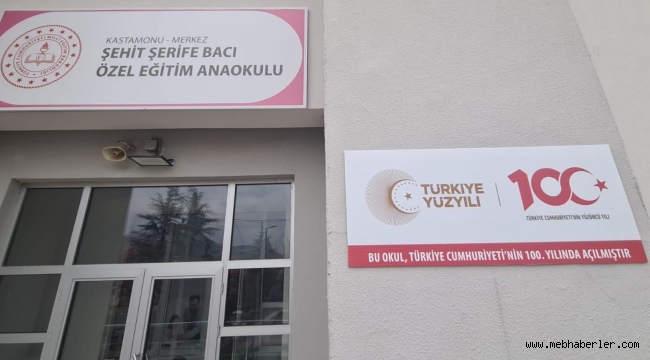 KASTAMONU - MERKEZ
ŞEHİT ŞERİFE BACI
ÖZEL EĞİTİM ANAOKULU
TÜRKİYE
YÜZYILI
100
TÜRKİYE CUMHURİYETİ'NİN YÜZÜNCÜ YILI
BU OKUL, TÜRKİYE CUMHURİYETİ'NİN 100. YILINDA AÇILMIŞTIR
www.mebhaberler.com